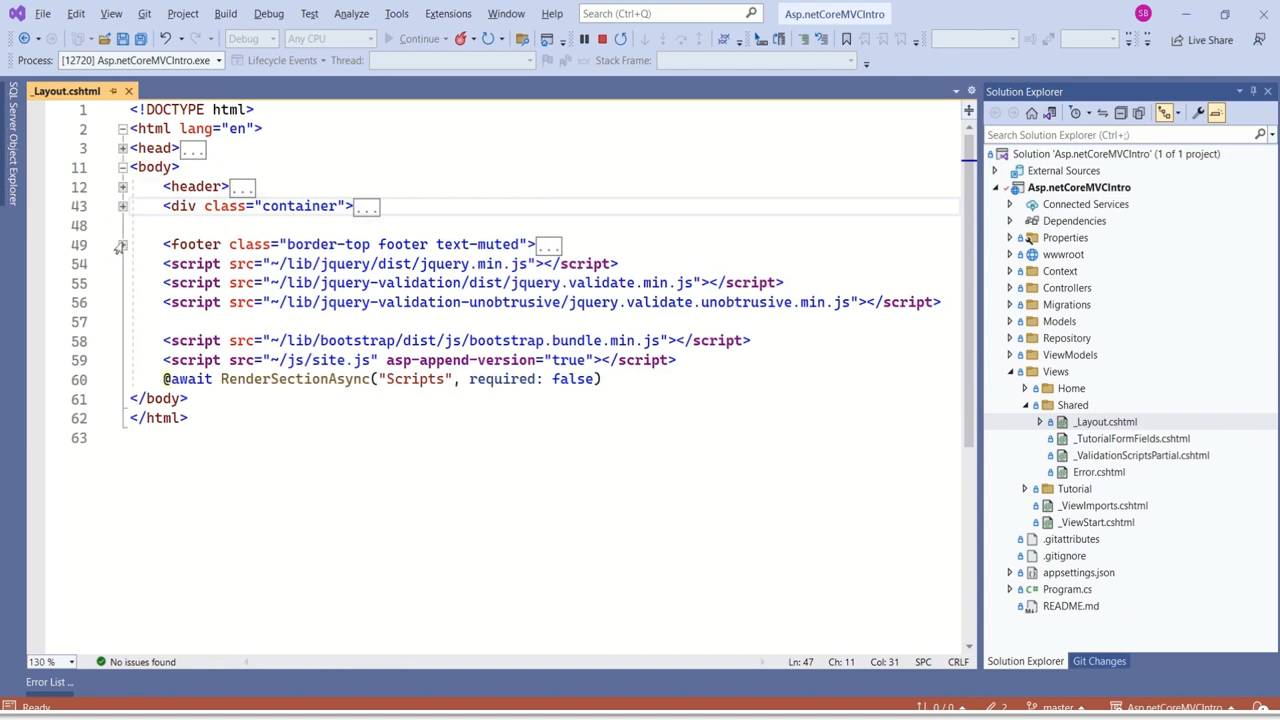 File Edit View Git Project Build Debug Test Analyze Tools Extensions Window Help Search (Ctrl+Q) Asp.netCoreMVCIntro SB
Debug Any CPU Continue Live Share
Process: [12720] Asp.netCoreMVCIntro.exe Lifecycle Events Thread: Stack Frame:
SQL Server Object Explorer
_Layout.cshtml
1 <!DOCTYPE html>
2 <html lang="en">
3 <head>...
11 <body>
12 <header>...
43 <div class="container">...
48
49 <footer class="border-top footer text-muted">...
54 <script src="~/lib/jquery/dist/jquery.min.js"></script>
55 <script src="~/lib/jquery-validation/dist/jquery.validate.min.js"></script>
56 <script src="~/lib/jquery-validation-unobtrusive/jquery.validate.unobtrusive.min.js"></script>
57
58 <script src="~/lib/bootstrap/dist/js/bootstrap.bundle.min.js"></script>
59 <script src="~/js/site.js" asp-append-version="true"></script>
60 @await RenderSectionAsync("Scripts", required: false)
61 </body>
62 </html>
63
130 % No issues found Ln: 47 Ch: 11 Col: 31 SPC CRLF
Error List ...
Solution Explorer
Search Solution Explorer (Ctrl+;)
Solution 'Asp.netCoreMVCIntro' (1 of 1 project)
External Sources
Asp.netCoreMVCIntro
Connected Services
Dependencies
Properties
wwwroot
Context
Controllers
Migrations
Models
Repository
ViewModels
Views
Home
Shared
_Layout.cshtml
_TutorialFormFields.cshtml
_ValidationScriptsPartial.cshtml
Error.cshtml
Tutorial
_ViewImports.cshtml
_ViewStart.cshtml
.gitattributes
.gitignore
appsettings.json
C# Program.cs
README.md
Solution Explorer Git Changes
Ready 0 / 0 2 master Asp.netCoreMVCIntro